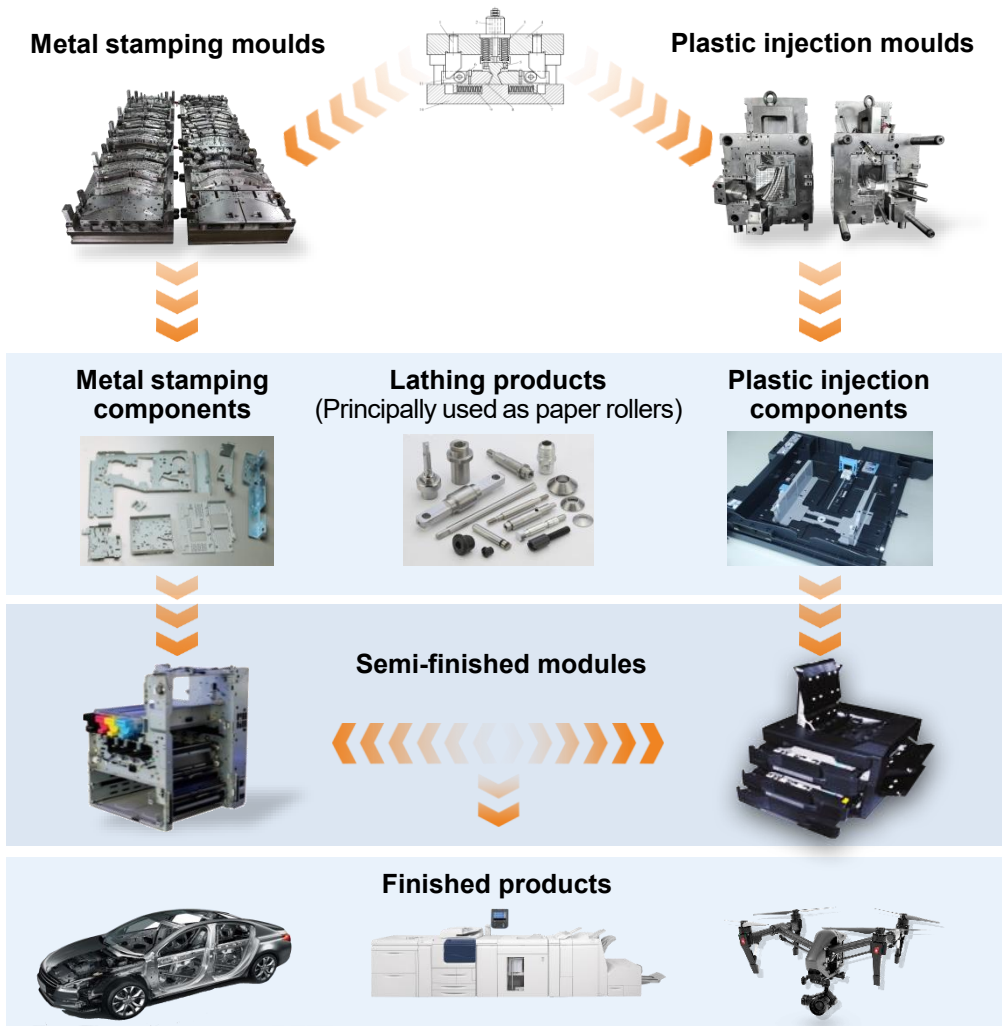 Metal stamping moulds
Plastic injection moulds
Metal stamping
components
Lathing products
(Principally used as paper rollers)
Plastic injection
components
Semi-finished modules
Finished products